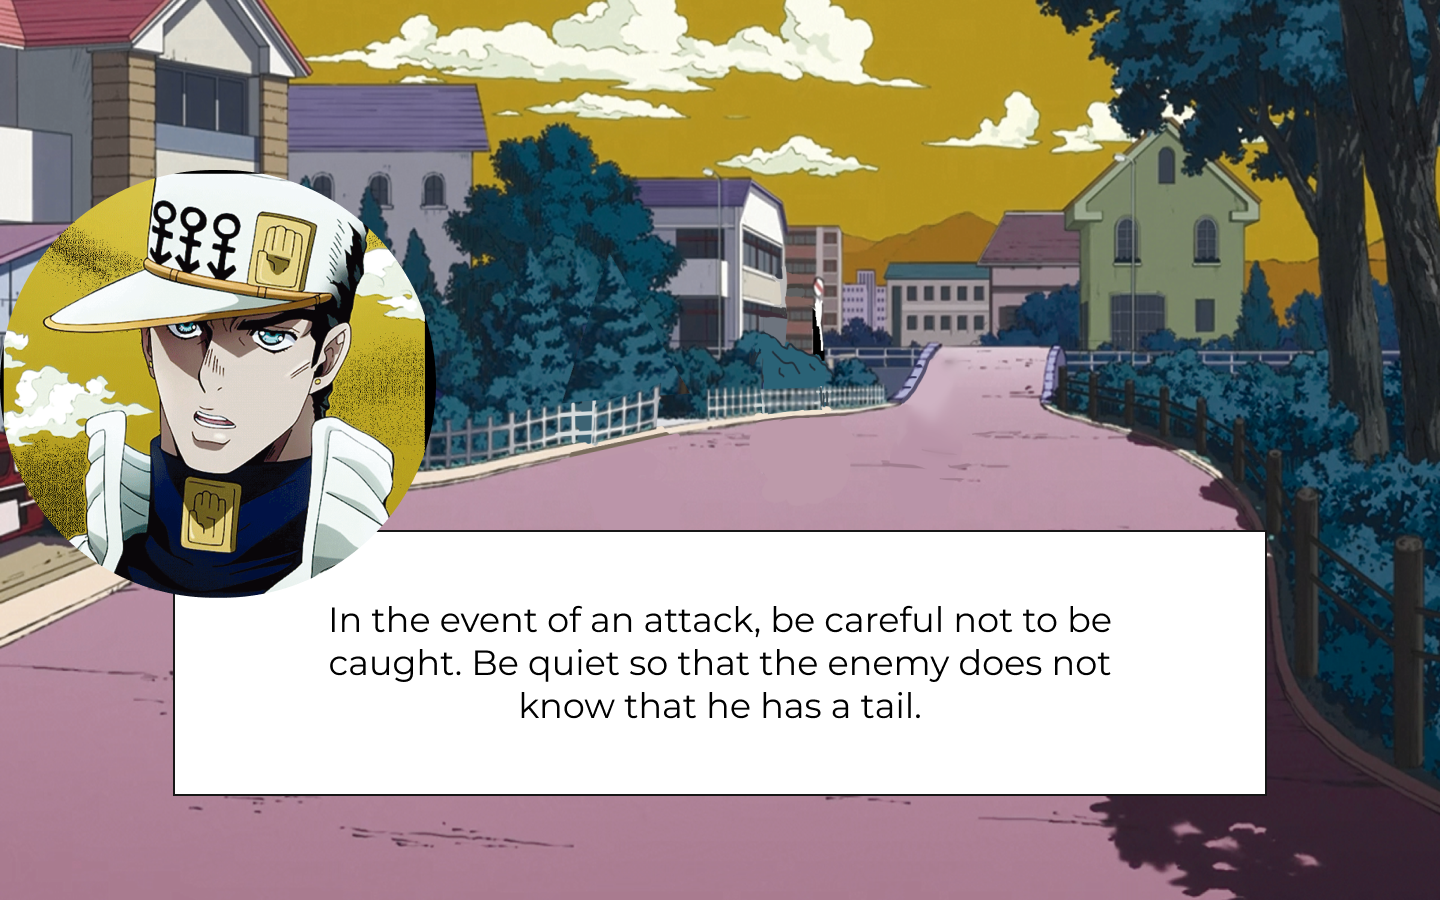 In the event of an attack, be careful not to be
caught. Be quiet so that the enemy does not
know that he has a tail.